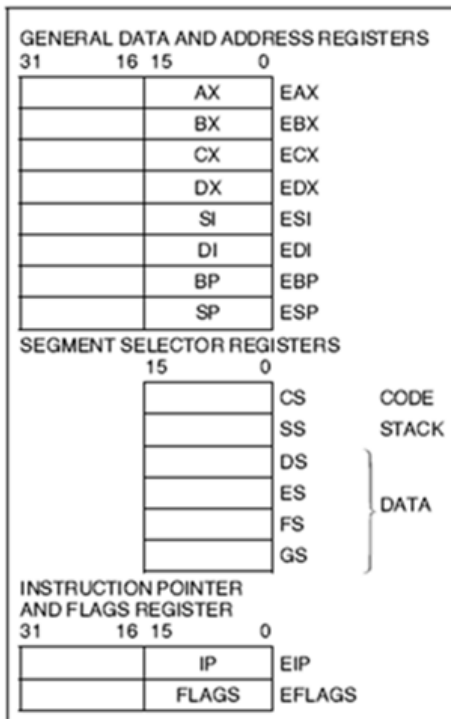 GENERAL DATA AND ADDRESS REGISTERS
31 16 15 0
AX EAX
BX EBX
CX ECX
DX EDX
SI ESI
DI EDI
BP EBP
SP ESP
SEGMENT SELECTOR REGISTERS
15 0
CS CODE
SS STACK
DS
ES
DATA
FS
GS
INSTRUCTION POINTER
AND FLAGS REGISTER
31 16 15 0
IP EIP
FLAGS EFLAGS